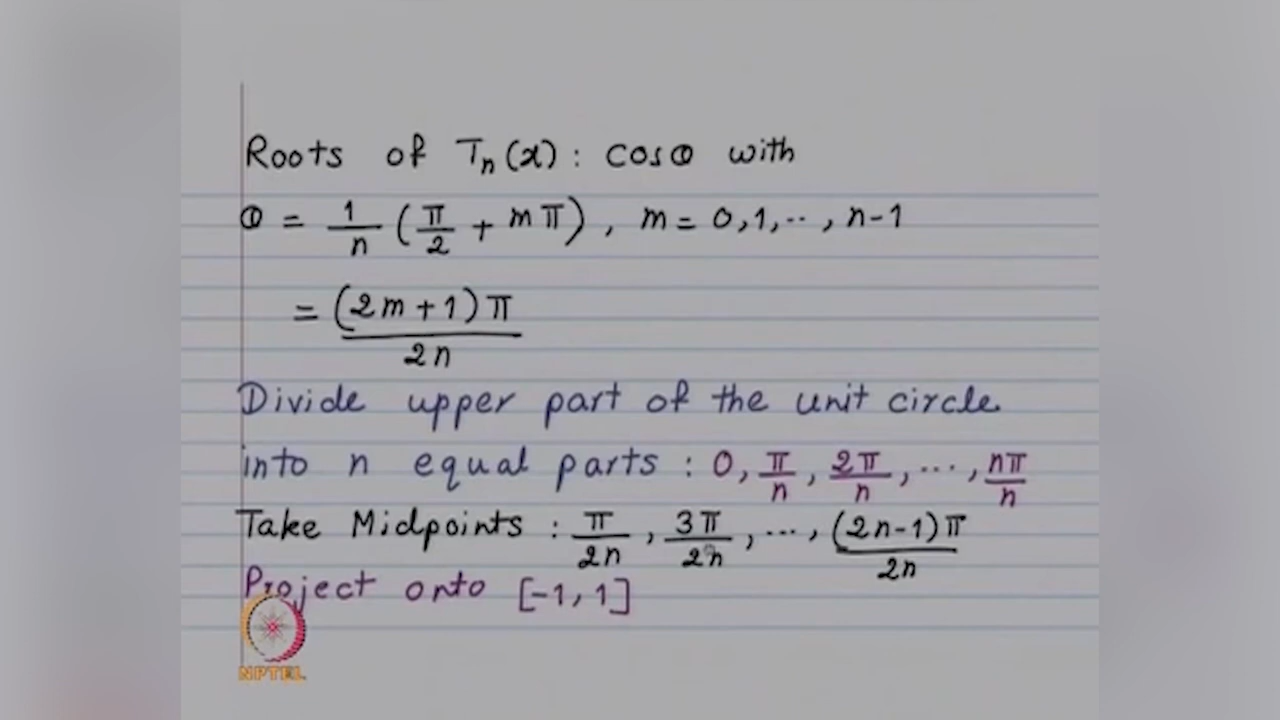 Roots of Tn(x) : cosθ with
θ = 1/n (π/2 + mπ), m = 0,1,.., n-1
= (2m+1)π/2n
Divide upper part of the unit circle
into n equal parts : 0, π/n, 2π/n, ..., nπ/n
Take Midpoints : π/2n, 3π/2n, ..., (2n-1)π/2n
Project onto [-1,1]
NPTEL